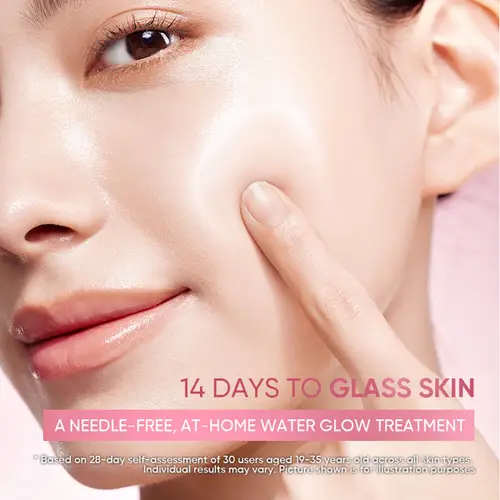 14 DAYS TO GLASS SKIN
A NEEDLE-FREE, AT-HOME WATER GLOW TREATMENT
*Based on 28-day self-assessment of 30 users aged 19-35 years old across all skin types.
Individual results may vary. Picture shown is for illustration purposes